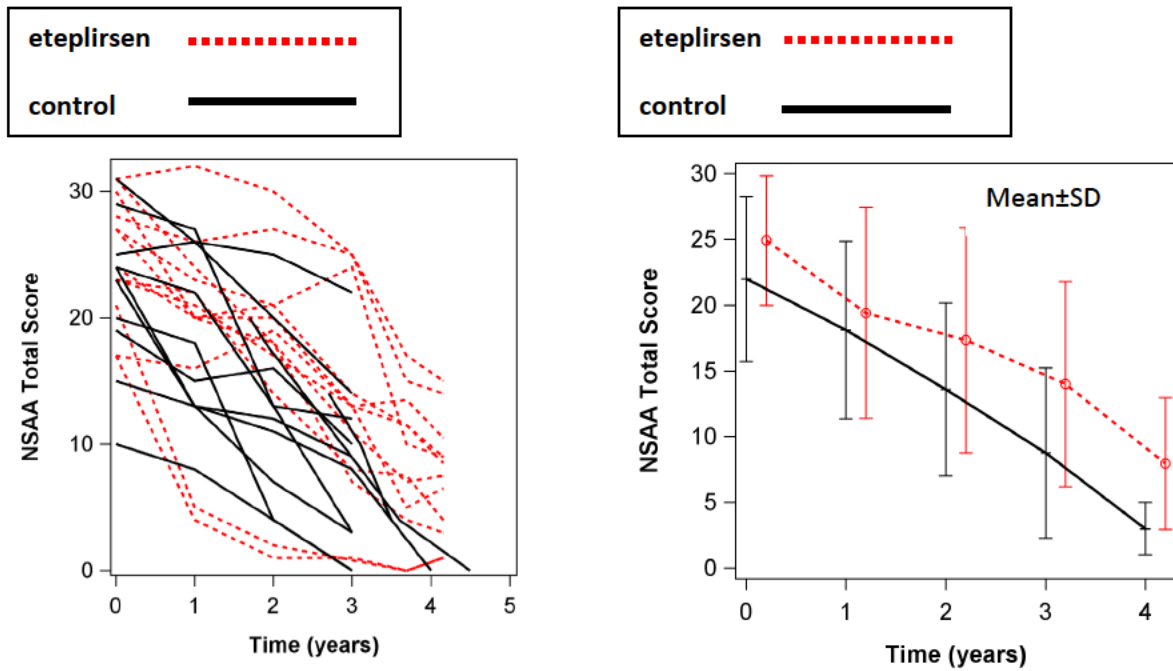 eteplirsen
control
eteplirsen
control
NSAA Total Score
30
20
10
0
0 1 2 3 4 5
Time (years)
Mean±SD
NSAA Total Score
30
25
20
15
10
5
0
0 1 2 3 4
Time (years)